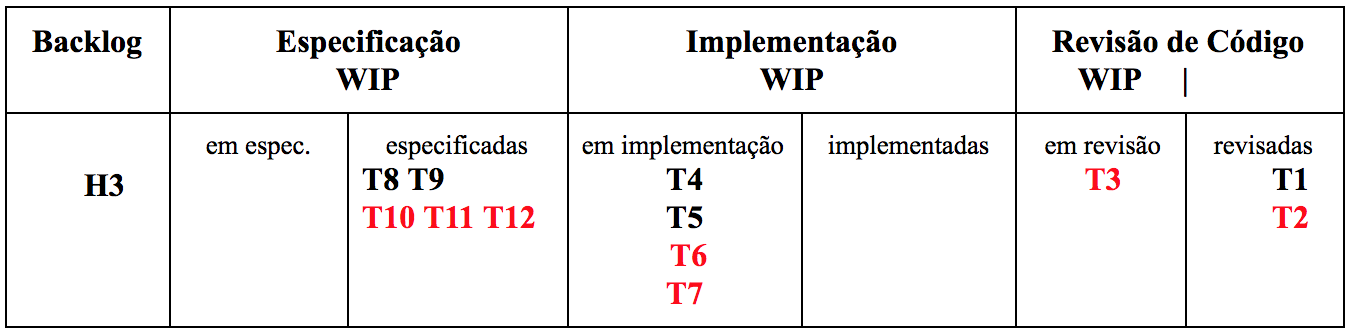 Backlog
Especificação
WIP
Implementação
WIP
Revisão de Código
WIP |
H3
em espec.
especificadas
T8 T9
T10 T11 T12
em implementação
T4
T5
T6
T7
implementadas
em revisão
T3
revisadas
T1
T2